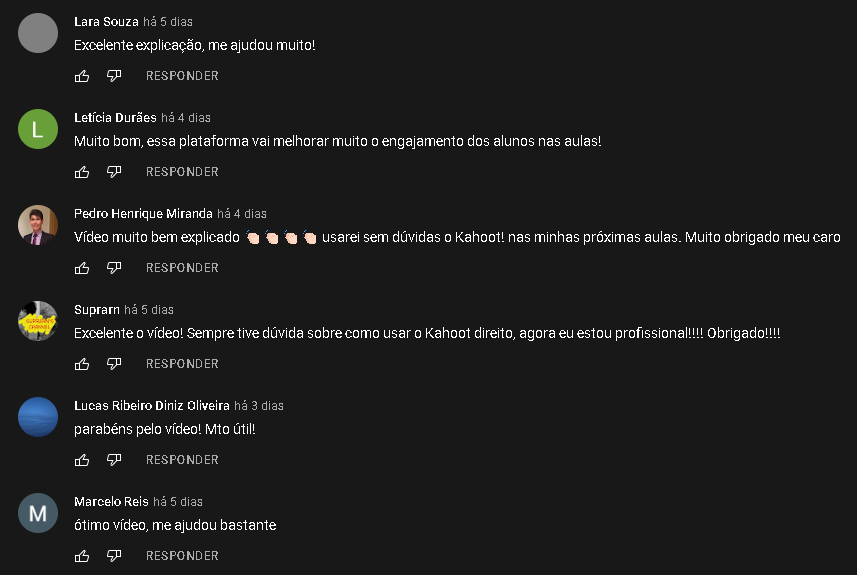 Lara Souza há 5 dias
Excelente explicação, me ajudou muito!
RESPONDER
L
Letícia Durães há 4 dias
Muito bom, essa plataforma vai melhorar muito o engajamento dos alunos nas aulas!
RESPONDER
Pedro Henrique Miranda há 4 dias
Vídeo muito bem explicado 👏🏻 👏🏻 👏🏻 👏🏻 usarei sem dúvidas o Kahoot! nas minhas próximas aulas. Muito obrigado meu caro
RESPONDER
Suprarn há 5 dias
Excelente o vídeo! Sempre tive dúvida sobre como usar o Kahoot direito, agora eu estou profissional!!!! Obrigado!!!!
RESPONDER
Lucas Ribeiro Diniz Oliveira há 3 dias
parabéns pelo vídeo! Mto útil!
RESPONDER
M
Marcelo Reis há 5 dias
ótimo vídeo, me ajudou bastante
RESPONDER